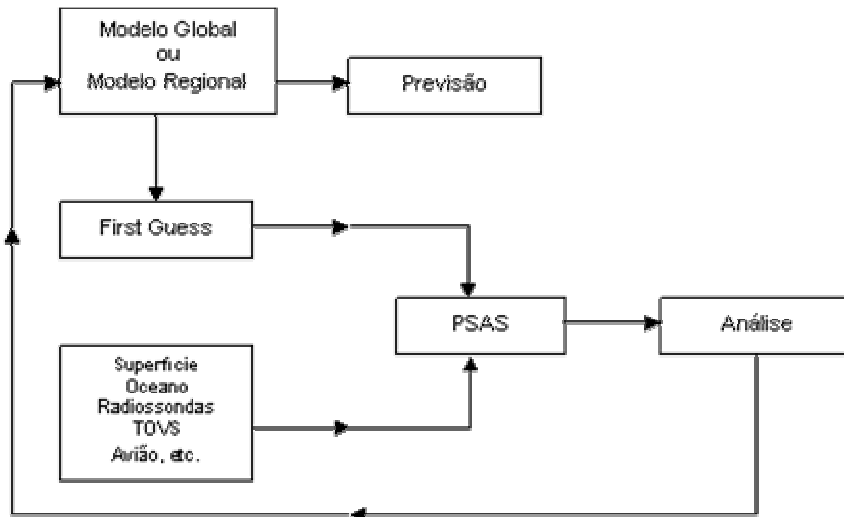 Modelo Global
ou
Modelo Regional
Previsão
First Guess
PSAS
Análise
Superfície
Oceano
Radiossondas
TOVS
Avião, etc.